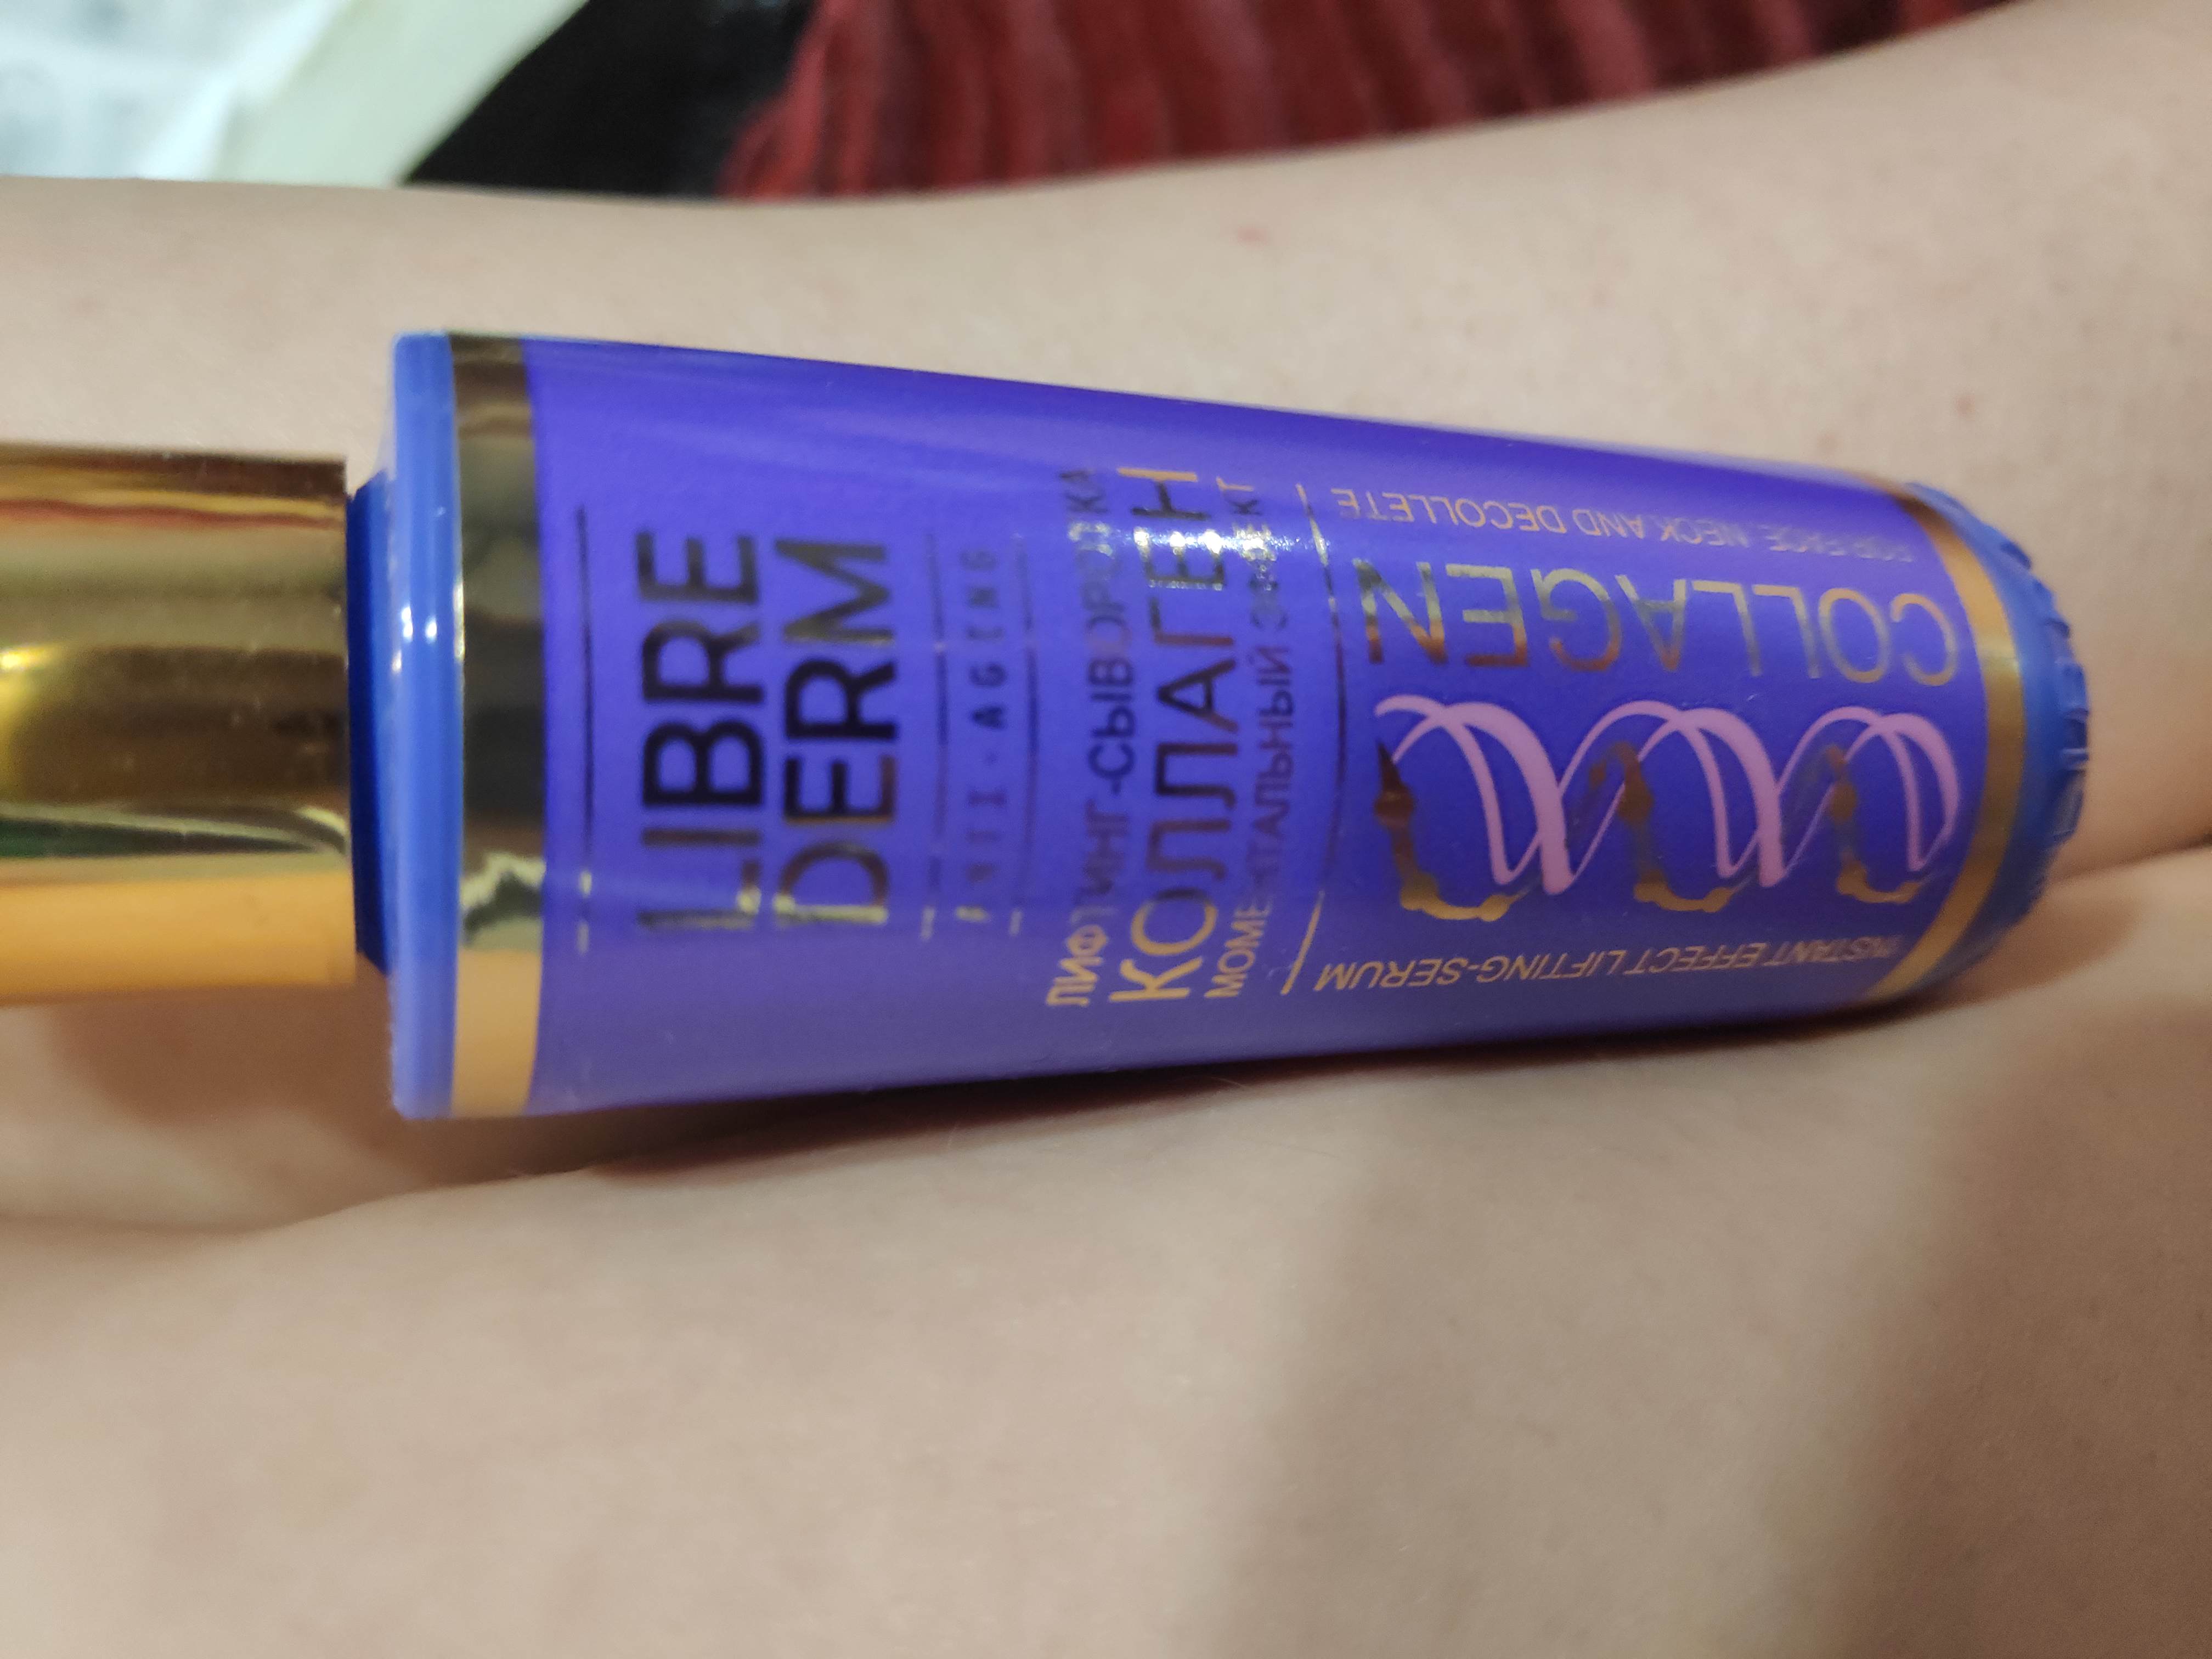 LIBRE
DERM
ANTI-AGING
ЛИФТИНГ-СЫВОРОТКА
КОЛЛАГЕН
МОМЕНТАЛЬНЫЙ ЭФФЕКТ
INSTANT EFFECT LIFTING-SERUM
COLLAGEN
FOR FACE, NECK AND DECOLLETE